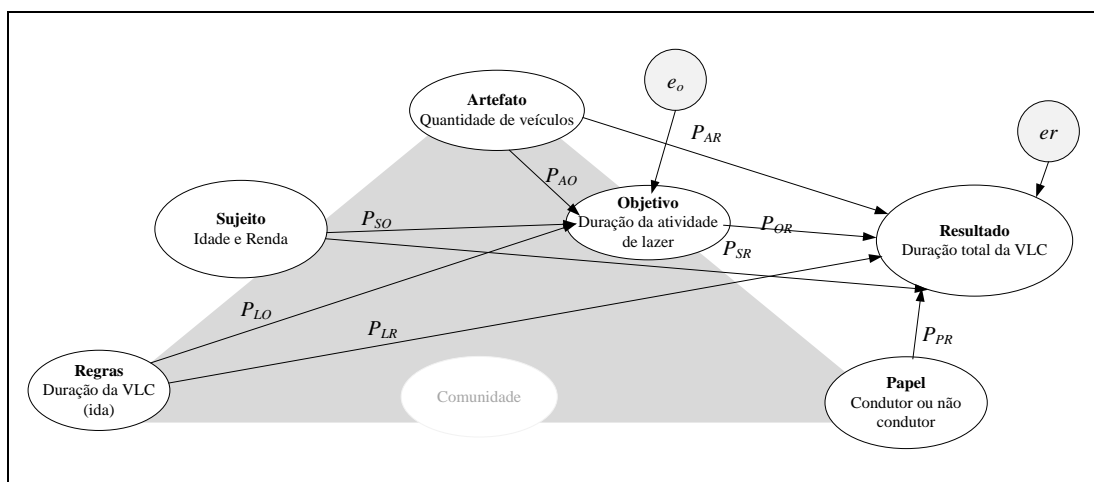 e_o
Artefato
Quantidade de veículos
P_AR
er
P_AO
Objetivo
Duração da atividade
de lazer
Sujeito
Idade e Renda
P_SO
P_OR
P_SR
Resultado
Duração total da VLC
P_LO
P_LR
P_PR
Regras
Duração da VLC
(ida)
Comunidade
Papel
Condutor ou não
condutor